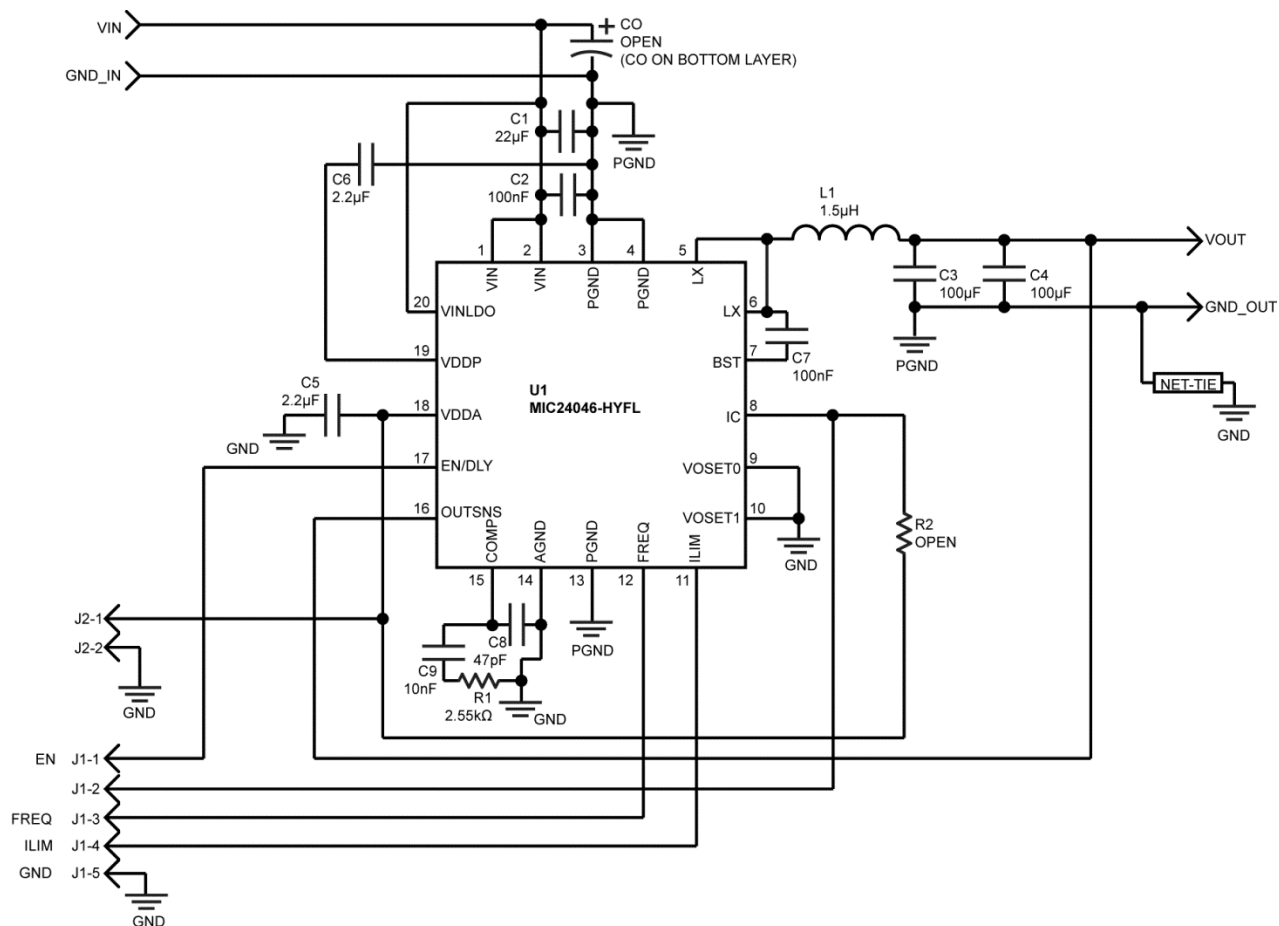 VIN
+ CO
OPEN
(CO ON BOTTOM LAYER)
GND_IN
C1
22µF
PGND
C6
2.2µF
C2
100nF
L1
1.5µH
1 2 3 4 5
VIN VIN PGND PGND LX
VOUT
C3
100µF
C4
100µF
20 VINLDO
LX 6
GND_OUT
19 VDDP
BST 7
C7
100nF
PGND
NET-TIE
GND
U1
MIC24046-HYFL
C5
2.2µF
GND
18 VDDA
IC 8
17 EN/DLY
VOSET0 9
16 OUTSNS
VOSET1 10
GND
R2
OPEN
COMP AGND PGND FREQ ILIM
15 14 13 12 11
J2-1
J2-2
GND
C8
47pF
C9
10nF
R1
2.55kΩ
GND
PGND
EN J1-1
J1-2
FREQ J1-3
ILIM J1-4
GND J1-5
GND